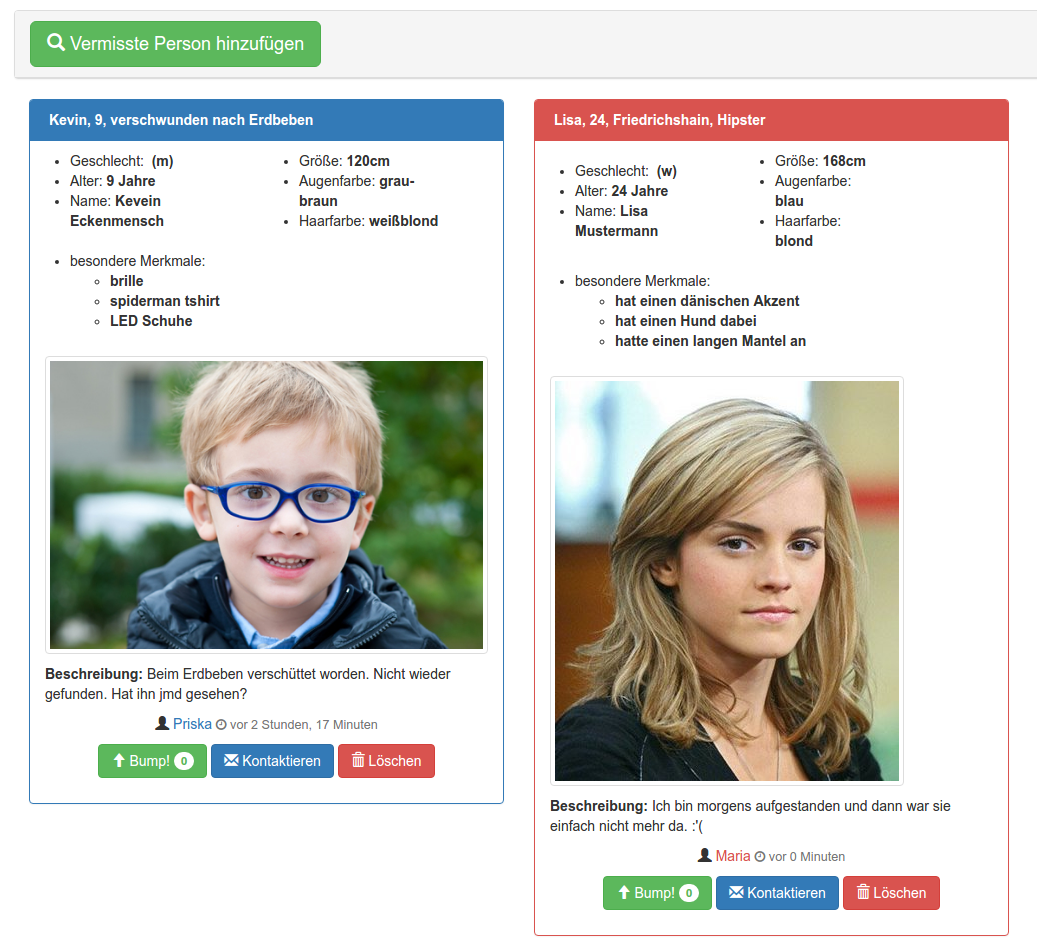 Vermisste Person hinzufügen
Kevin, 9, verschwunden nach Erdbeben
Geschlecht: (m)
Alter: 9 Jahre
Name: Kevein
Eckenmensch
Größe: 120cm
Augenfarbe: grau-
braun
Haarfarbe: weißblond
besondere Merkmale:
brille
spiderman tshirt
LED Schuhe
Beschreibung: Beim Erdbeben verschüttet worden. Nicht wieder
gefunden. Hat ihn jmd gesehen?
Priska vor 2 Stunden, 17 Minuten
Bump! 0 Kontaktieren Löschen
Lisa, 24, Friedrichshain, Hipster
Geschlecht: (w)
Alter: 24 Jahre
Name: Lisa
Mustermann
Größe: 168cm
Augenfarbe:
blau
Haarfarbe:
blond
besondere Merkmale:
hat einen dänischen Akzent
hat einen Hund dabei
hatte einen langen Mantel an
Beschreibung: Ich bin morgens aufgestanden und dann war sie
einfach nicht mehr da. :'(
Maria vor 0 Minuten
Bump! 0 Kontaktieren Löschen